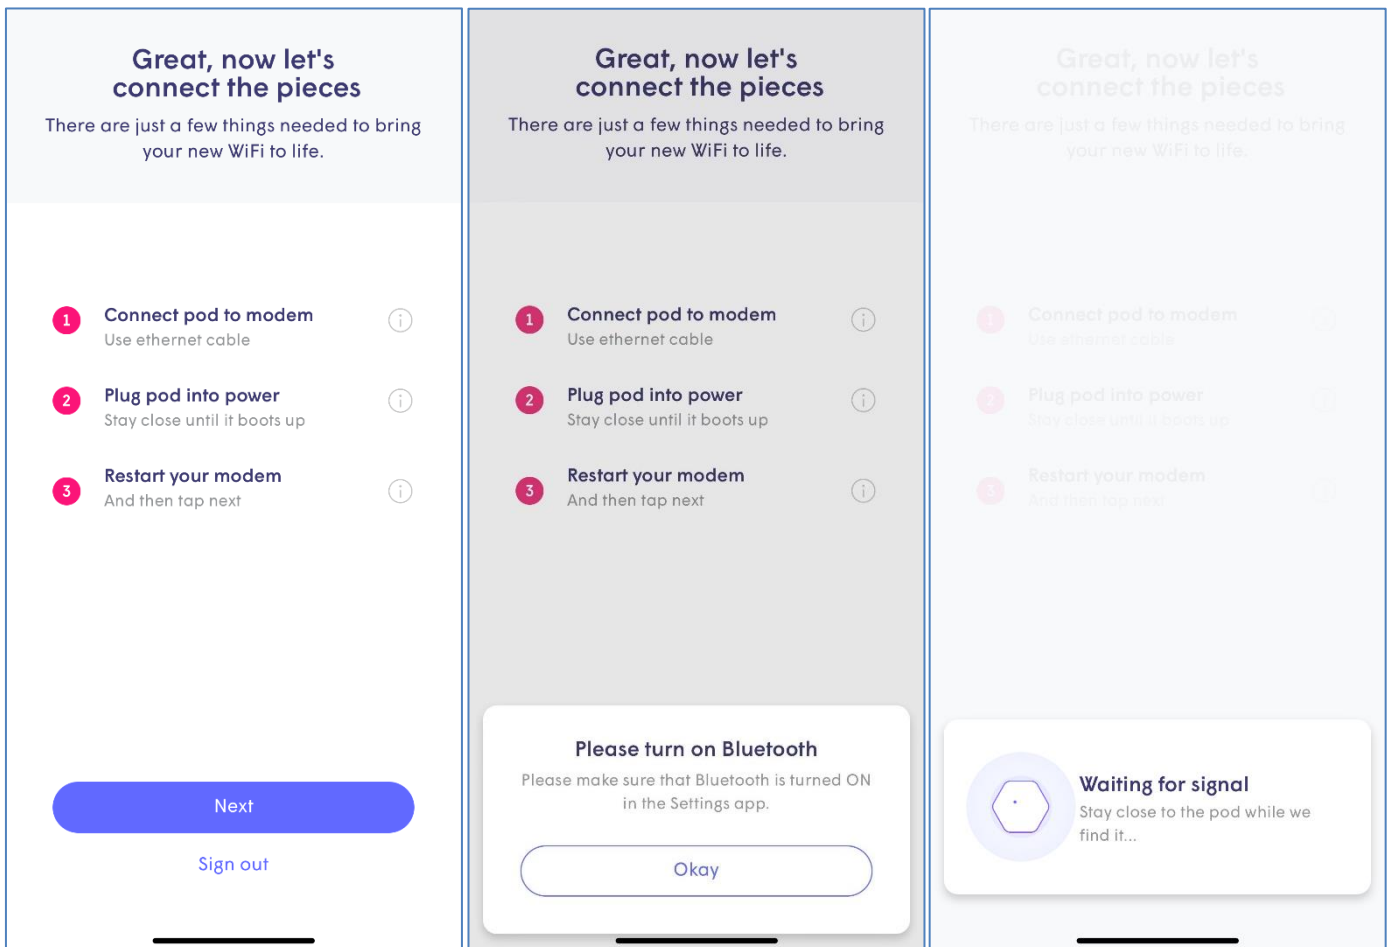 Great, now let's
connect the pieces
There are just a few things needed to bring
your new WiFi to life.
1
Connect pod to modem
Use ethernet cable
2
Plug pod into power
Stay close until it boots up
3
Restart your modem
And then tap next
Next
Sign out
Great, now let's
connect the pieces
There are just a few things needed to bring
your new WiFi to life.
1
Connect pod to modem
Use ethernet cable
2
Plug pod into power
Stay close until it boots up
3
Restart your modem
And then tap next
Please turn on Bluetooth
Please make sure that Bluetooth is turned ON
in the Settings app.
Okay
Great, now let's
connect the pieces
There are just a few things needed to bring
your new WiFi to life.
1
Connect pod to modem
Use ethernet cable
2
Plug pod into power
Stay close until it boots up
3
Restart your modem
And then tap next
Waiting for signal
Stay close to the pod while we
find it...